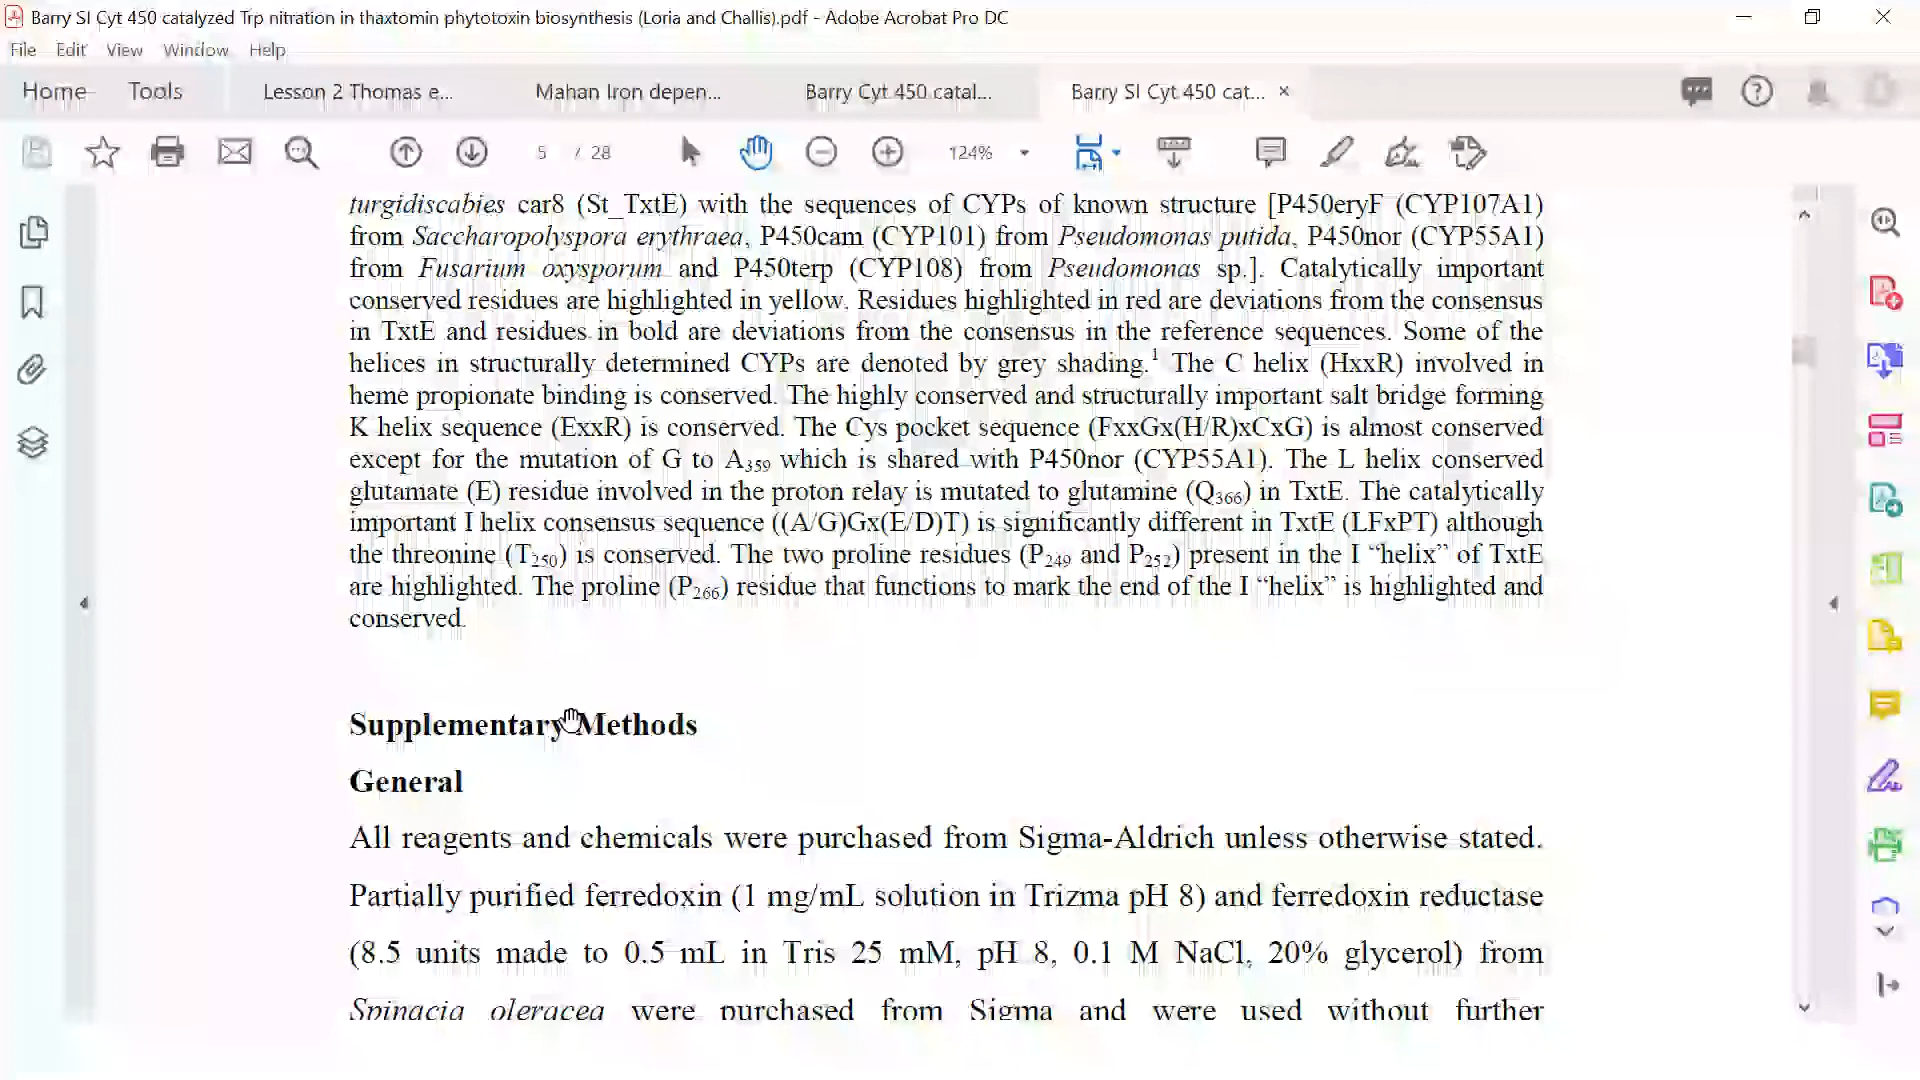 Barry SI Cyt 450 catalyzed Trp nitration in thaxtomin phytotoxin biosynthesis (Loria and Challis).pdf - Adobe Acrobat Pro DC
File Edit View Window Help
Home Tools Lesson 2 Thomas e... Mahan Iron depen... Barry Cyt 450 catal... Barry SI Cyt 450 cat... ×
5 / 28 124%
turgidiscabies car8 (St_TxtE) with the sequences of CYPs of known structure [P450eryF (CYP107A1)
from Saccharopolyspora erythraea, P450cam (CYP101) from Pseudomonas putida, P450nor (CYP55A1)
from Fusarium oxysporum and P450terp (CYP108) from Pseudomonas sp.]. Catalytically important
conserved residues are highlighted in yellow. Residues highlighted in red are deviations from the consensus
in TxtE and residues in bold are deviations from the consensus in the reference sequences. Some of the
helices in structurally determined CYPs are denoted by grey shading.1 The C helix (HxxR) involved in
heme propionate binding is conserved. The highly conserved and structurally important salt bridge forming
K helix sequence (ExxR) is conserved. The Cys pocket sequence (FxxGx(H/R)xCxG) is almost conserved
except for the mutation of G to A359 which is shared with P450nor (CYP55A1). The L helix conserved
glutamate (E) residue involved in the proton relay is mutated to glutamine (Q366) in TxtE. The catalytically
important I helix consensus sequence ((A/G)Gx(E/D)T) is significantly different in TxtE (LFxPT) although
the threonine (T250) is conserved. The two proline residues (P249 and P252) present in the I “helix” of TxtE
are highlighted. The proline (P266) residue that functions to mark the end of the I “helix” is highlighted and
conserved.
Supplementary Methods
General
All reagents and chemicals were purchased from Sigma-Aldrich unless otherwise stated.
Partially purified ferredoxin (1 mg/mL solution in Trizma pH 8) and ferredoxin reductase
(8.5 units made to 0.5 mL in Tris 25 mM, pH 8, 0.1 M NaCl, 20% glycerol) from
Spinacia oleracea were purchased from Sigma and were used without further